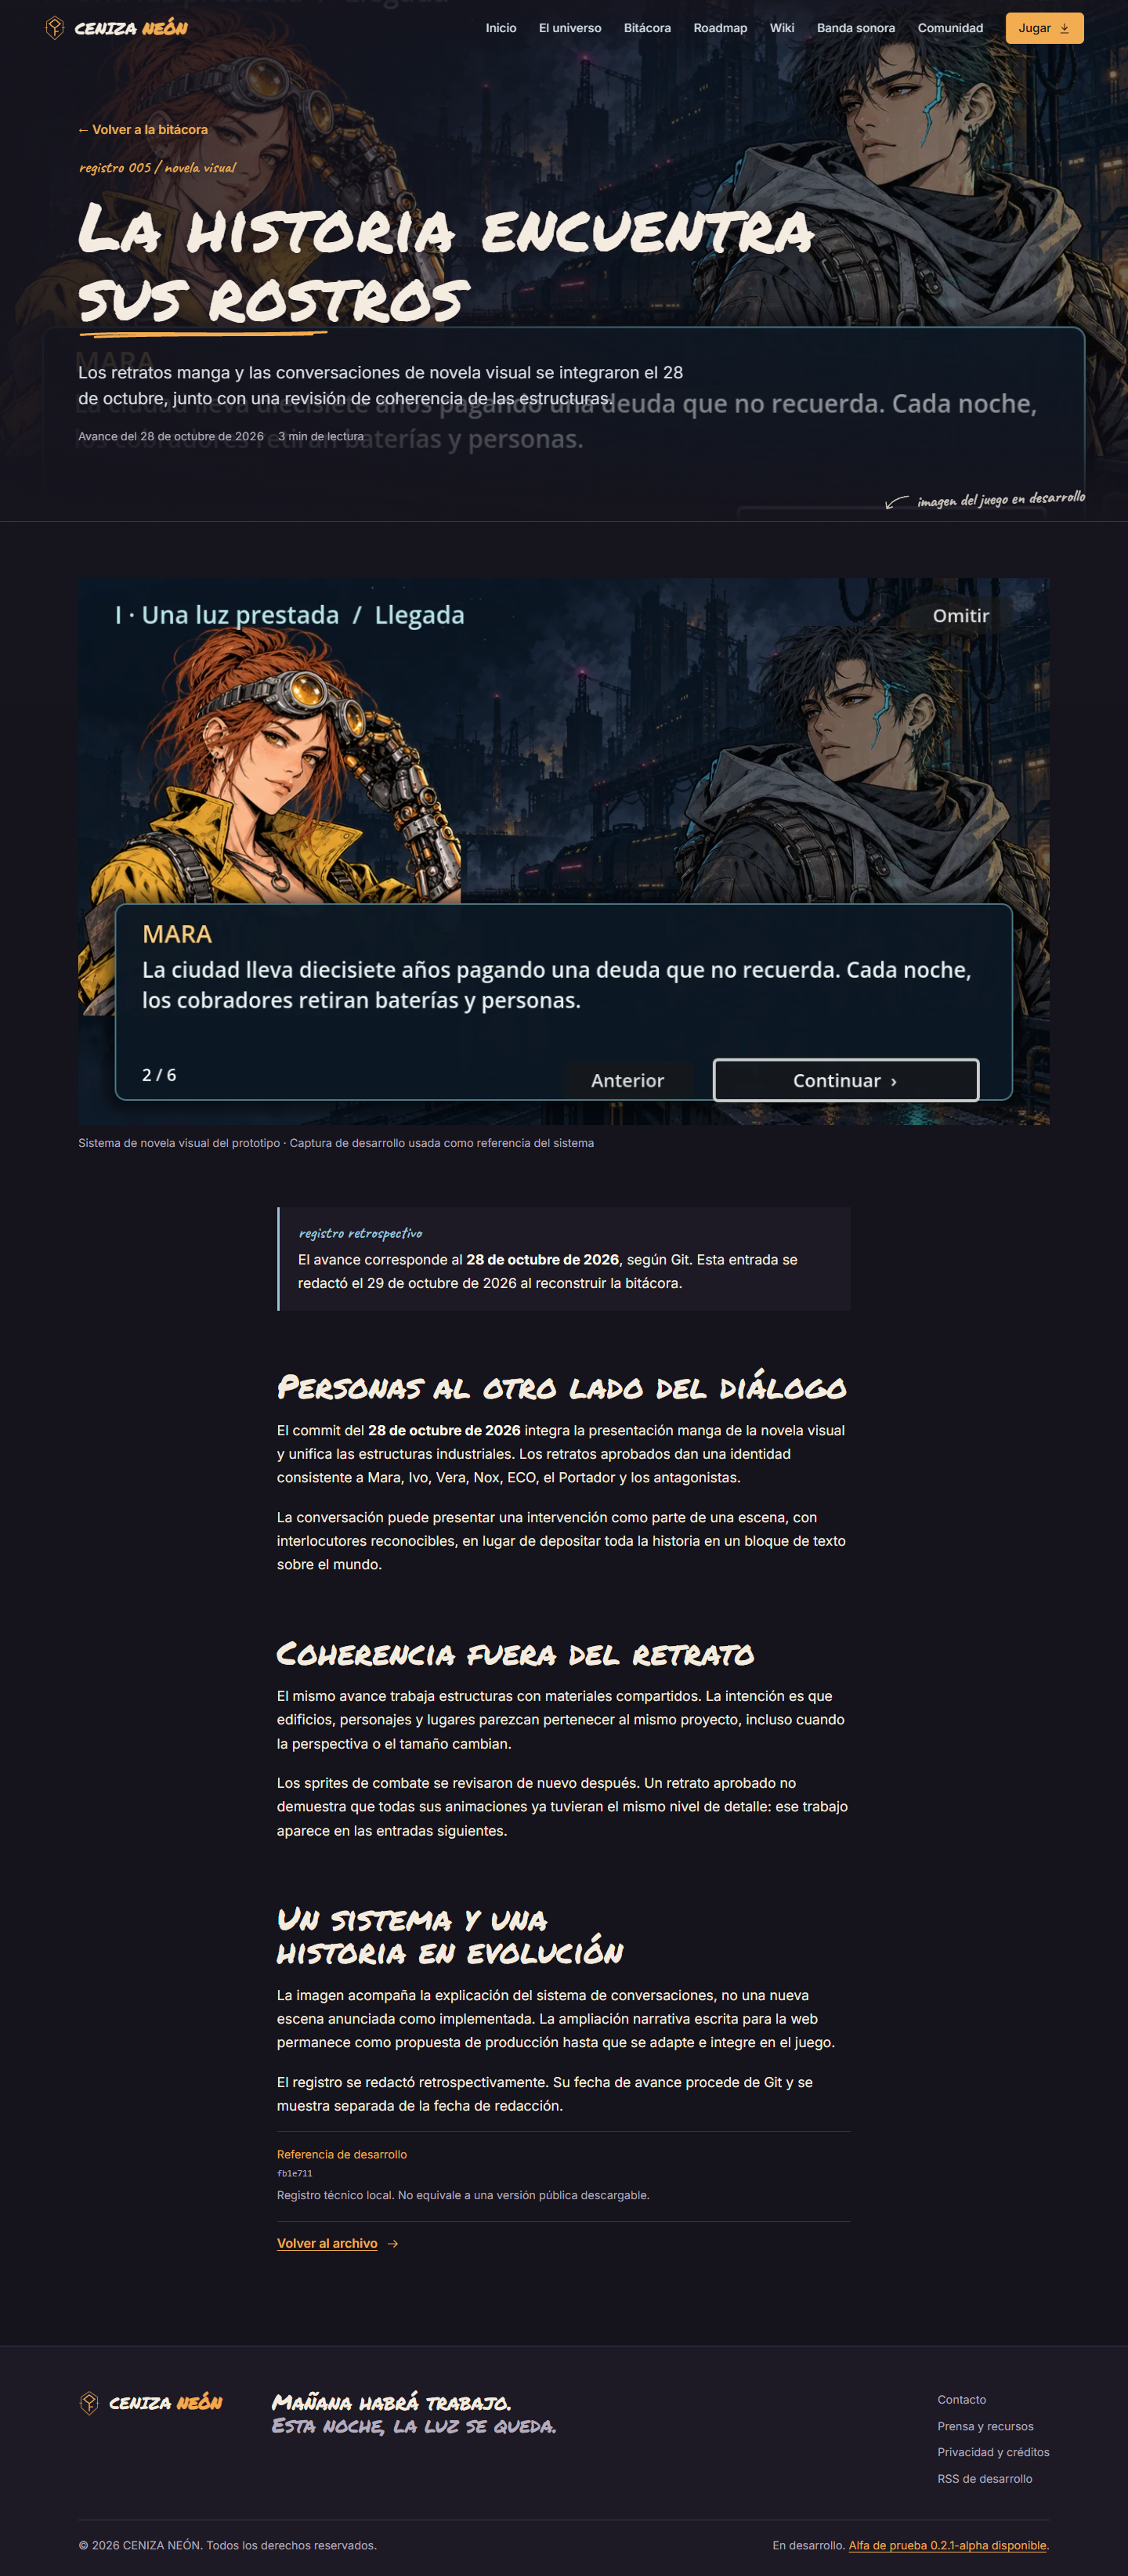 CENIZA NEÓN
Inicio El universo Bitácora Roadmap Wiki Banda sonora Comunidad Jugar
← Volver a la bitácora
registro 005 / novela visual
La historia encuentra
sus rostros
MARA
Los retratos manga y las conversaciones de novela visual se integraron el 28
de octubre, junto con una revisión de coherencia de las estructuras.
La ciudad lleva diecisiete años pagando una deuda que no recuerda. Cada noche,
los cobradores retiran baterías y personas.
Avance del 28 de octubre de 2026 3 min de lectura
imagen del juego en desarrollo
I · Una luz prestada / Llegada
Omitir
MARA
La ciudad lleva diecisiete años pagando una deuda que no recuerda. Cada noche,
los cobradores retiran baterías y personas.
2 / 6
Anterior
Continuar ›
Sistema de novela visual del prototipo · Captura de desarrollo usada como referencia del sistema
registro retrospectivo
El avance corresponde al 28 de octubre de 2026, según Git. Esta entrada se
redactó el 29 de octubre de 2026 al reconstruir la bitácora.
Personas al otro lado del diálogo
El commit del 28 de octubre de 2026 integra la presentación manga de la novela visual
y unifica las estructuras industriales. Los retratos aprobados dan una identidad
consistente a Mara, Ivo, Vera, Nox, ECO, el Portador y los antagonistas.
La conversación puede presentar una intervención como parte de una escena, con
interlocutores reconocibles, en lugar de depositar toda la historia en un bloque de texto
sobre el mundo.
Coherencia fuera del retrato
El mismo avance trabaja estructuras con materiales compartidos. La intención es que
edificios, personajes y lugares parezcan pertenecer al mismo proyecto, incluso cuando
la perspectiva o el tamaño cambian.
Los sprites de combate se revisaron de nuevo después. Un retrato aprobado no
demuestra que todas sus animaciones ya tuvieran el mismo nivel de detalle: ese trabajo
aparece en las entradas siguientes.
Un sistema y una
historia en evolución
La imagen acompaña la explicación del sistema de conversaciones, no una nueva
escena anunciada como implementada. La ampliación narrativa escrita para la web
permanece como propuesta de producción hasta que se adapte e integre en el juego.
El registro se redactó retrospectivamente. Su fecha de avance procede de Git y se
muestra separada de la fecha de redacción.
Referencia de desarrollo
fb1e711
Registro técnico local. No equivale a una versión pública descargable.
Volver al archivo →
CENIZA NEÓN
Mañana habrá trabajo.
Esta noche, la luz se queda.
Contacto
Prensa y recursos
Privacidad y créditos
RSS de desarrollo
© 2026 CENIZA NEÓN. Todos los derechos reservados.
En desarrollo. Alfa de prueba 0.2.1-alpha disponible.